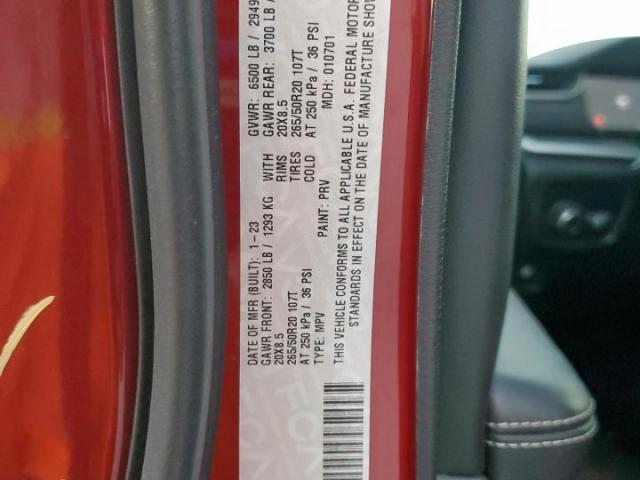 DATE OF MFR (BUILT): 1-23 GVWR: 6500 LB / 2949
GAWR FRONT: 2850 LB / 1293 KG WITH GAWR REAR: 3700 LB /
20X8.5 RIMS 20X8.5
265/50R20 107T TIRES 265/50R20 107T
AT 250 kPa / 36 PSI COLD AT 250 kPa / 36 PSI
TYPE: MPV PAINT: PRV MDH: 010701
THIS VEHICLE CONFORMS TO ALL APPLICABLE U.S.A. FEDERAL MOTOR
STANDARDS IN EFFECT ON THE DATE OF MANUFACTURE SHOW